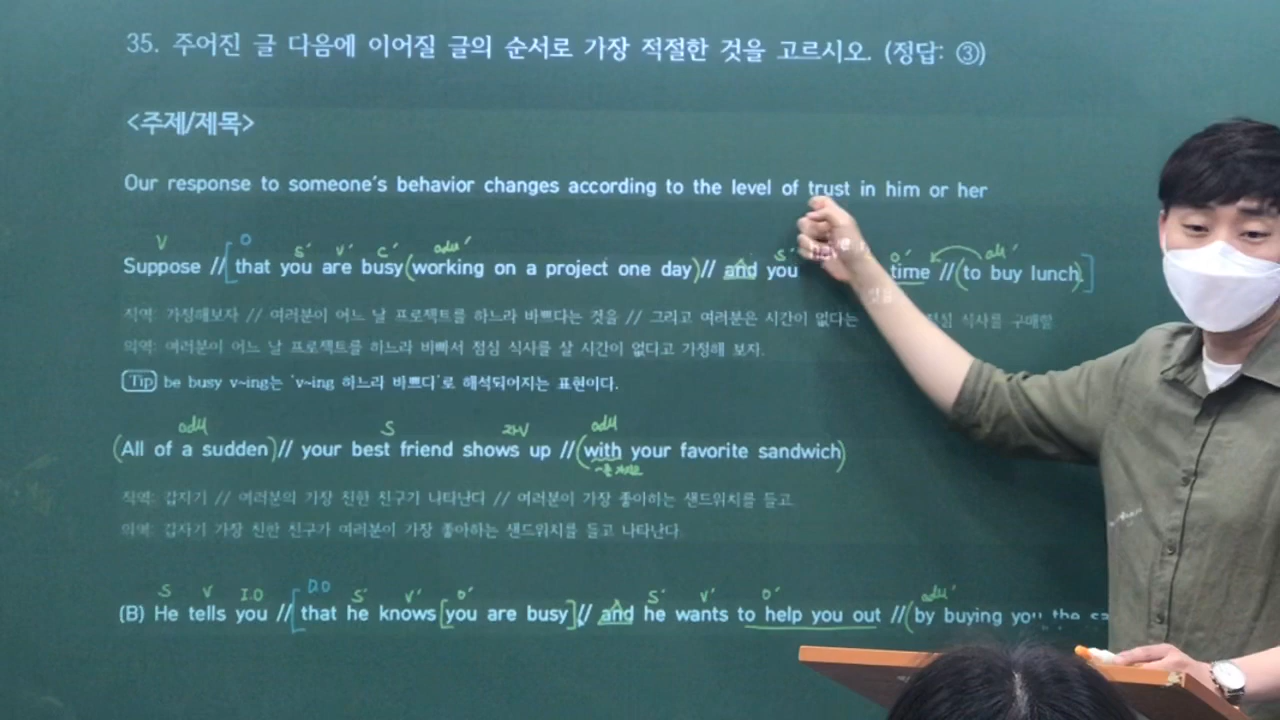 35. 주어진 글 다음에 이어질 글의 순서로 가장 적절한 것을 고르시오. (정답: ③)
<주제/제목>
Our response to someone's behavior changes according to the level of trust in him or her
V O S' V' C' adv' S' O' adj'
Suppose //[that you are busy(working on a project one day)// and you time //(to buy lunch)]
직역: 가정해보자 // 여러분이 어느 날 프로젝트를 하느라 바쁘다는 것을 // 그리고 여러분은 시간이 없다는 점심 식사를 구매할
의역: 여러분이 어느 날 프로젝트를 하느라 바빠서 점심 식사를 살 시간이 없다고 가정해 보자.
Tip be busy v~ing는 'v~ing 하느라 바쁘다'로 해석되어지는 표현이다.
adv S adv
(All of a sudden)// your best friend shows up //(with your favorite sandwich)
직역: 갑자기 // 여러분의 가장 친한 친구가 나타난다 // 여러분이 가장 좋아하는 샌드위치를 들고
의역: 갑자기 가장 친한 친구가 여러분이 가장 좋아하는 샌드위치를 들고 나타난다
S V I.O D.O S' V' O' S' V' O' adv'
(B) He tells you //[that he knows[you are busy]// and he wants to help you out //(by buying you the